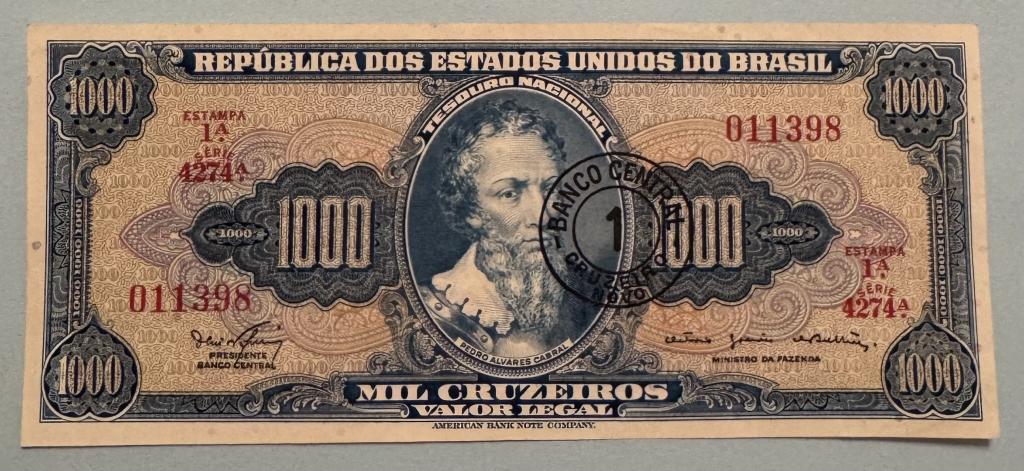 REPÚBLICA DOS ESTADOS UNIDOS DO BRASIL
TESOURO NACIONAL
1000
1000
ESTAMPA
1A
SÉRIE
4274A
011398
1000
1000
BANCO CENTRAL
1
CRUZEIRO
NOVO
1000
1000
011398
ESTAMPA
1A
SÉRIE
4274A
PEDRO ALVARES CABRAL
PRESIDENTE
BANCO CENTRAL
MINISTRO DA FAZENDA
1000
1000
MIL CRUZEIROS
VALOR LEGAL
AMERICAN BANK NOTE COMPANY.